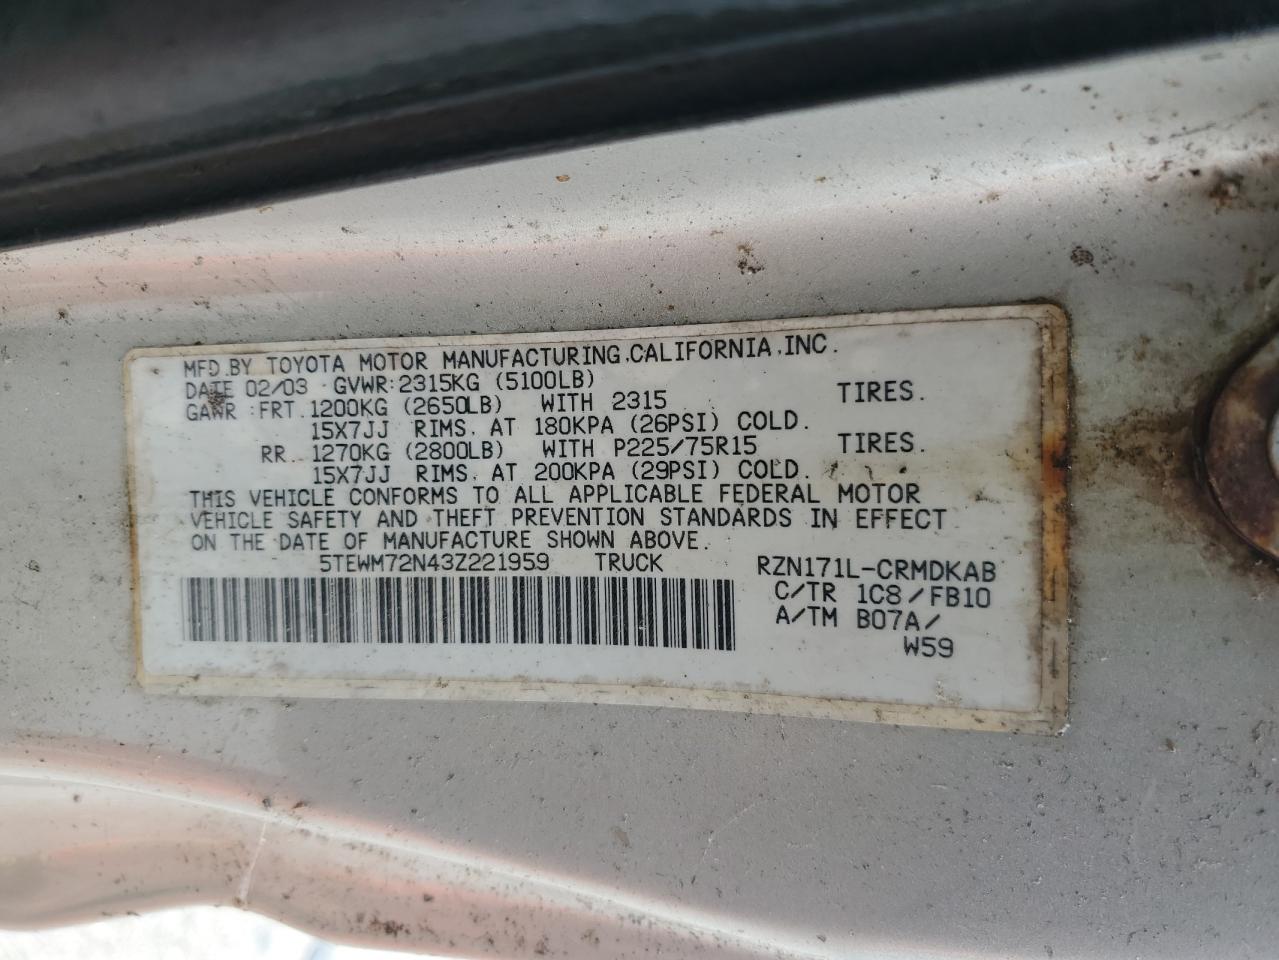 MFD.BY TOYOTA MOTOR MANUFACTURING.CALIFORNIA,INC.
DATE 02/03 GVWR:2315KG (5100LB)
GAWR :FRT. 1200KG (2650LB) WITH 2315 TIRES.
15X7JJ RIMS. AT 180KPA (26PSI) COLD.
RR. 1270KG (2800LB) WITH P225/75R15 TIRES.
15X7JJ RIMS. AT 200KPA (29PSI) COLD.
THIS VEHICLE CONFORMS TO ALL APPLICABLE FEDERAL MOTOR
VEHICLE SAFETY AND THEFT PREVENTION STANDARDS IN EFFECT
ON THE DATE OF MANUFACTURE SHOWN ABOVE.
5TEWM72N43Z221959 TRUCK RZN171L-CRMDKAB
C/TR 1C8/FB10
A/TM B07A/
W59